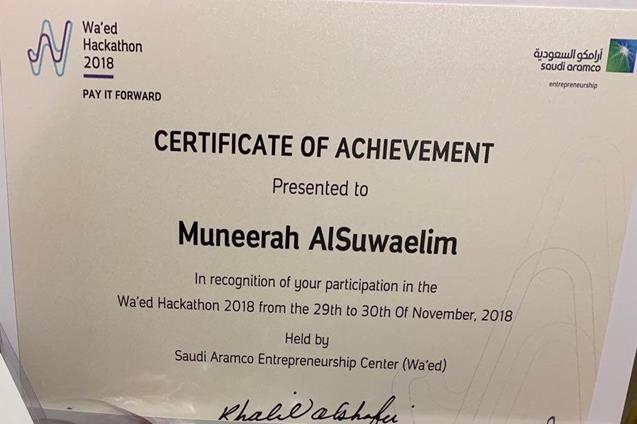 Wa'ed
Hackathon
2018
PAY IT FORWARD
أرامكو السعودية
saudi aramco
entrepreneurship
CERTIFICATE OF ACHIEVEMENT
Presented to
Muneerah AlSuwaelim
In recognition of your participation in the
Wa'ed Hackathon 2018 from the 29th to 30th Of November, 2018
Held by
Saudi Aramco Entrepreneurship Center (Wa'ed)
Khalil alshafei